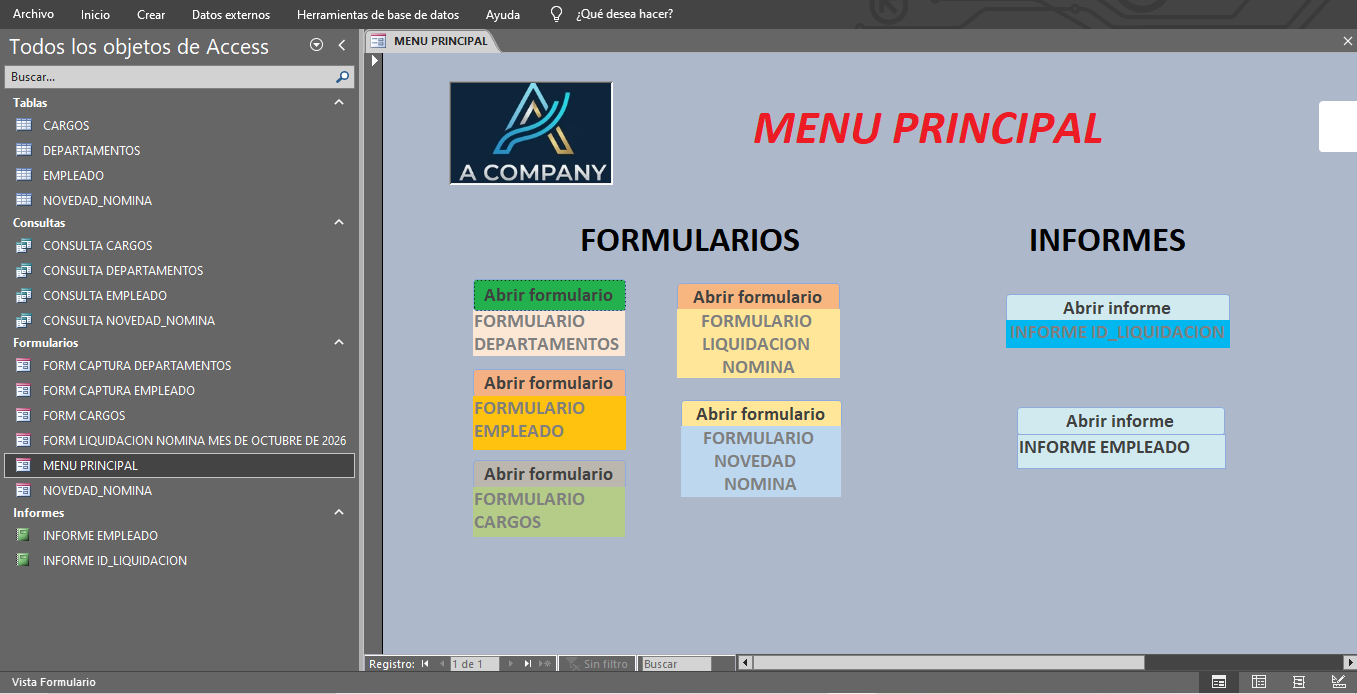 Archivo Inicio Crear Datos externos Herramientas de base de datos Ayuda ¿Qué desea hacer?
Todos los objetos de Access
Buscar...
Tablas
CARGOS
DEPARTAMENTOS
EMPLEADO
NOVEDAD_NOMINA
Consultas
CONSULTA CARGOS
CONSULTA DEPARTAMENTOS
CONSULTA EMPLEADO
CONSULTA NOVEDAD_NOMINA
Formularios
FORM CAPTURA DEPARTAMENTOS
FORM CAPTURA EMPLEADO
FORM CARGOS
FORM LIQUIDACION NOMINA MES DE OCTUBRE DE 2026
MENU PRINCIPAL
NOVEDAD_NOMINA
Informes
INFORME EMPLEADO
INFORME ID_LIQUIDACION
MENU PRINCIPAL
A COMPANY
MENU PRINCIPAL
FORMULARIOS
Abrir formulario
FORMULARIO
DEPARTAMENTOS
Abrir formulario
FORMULARIO
EMPLEADO
Abrir formulario
FORMULARIO
CARGOS
Abrir formulario
FORMULARIO
LIQUIDACION
NOMINA
Abrir formulario
FORMULARIO
NOVEDAD
NOMINA
INFORMES
Abrir informe
INFORME ID_LIQUIDACION
Abrir informe
INFORME EMPLEADO
Registro: 1 de 1 Sin filtro Buscar
Vista Formulario